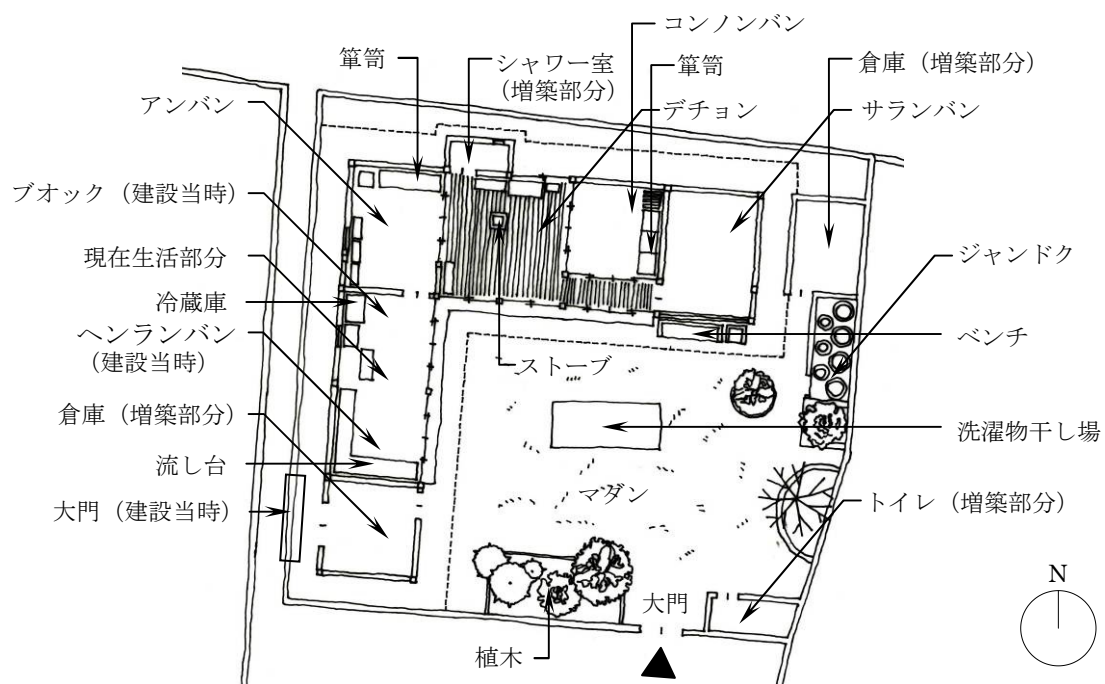 コンノンバン
箪笥
シャワー室
（増築部分）
箪笥
倉庫（増築部分）
アンバン
デチョン
サランバン
ブオック（建設当時）
現在生活部分
ジャンドク
冷蔵庫
ヘンランバン
（建設当時）
ベンチ
ストーブ
倉庫（増築部分）
洗濯物干し場
流し台
マダン
大門（建設当時）
トイレ（増築部分）
N
大門
植木